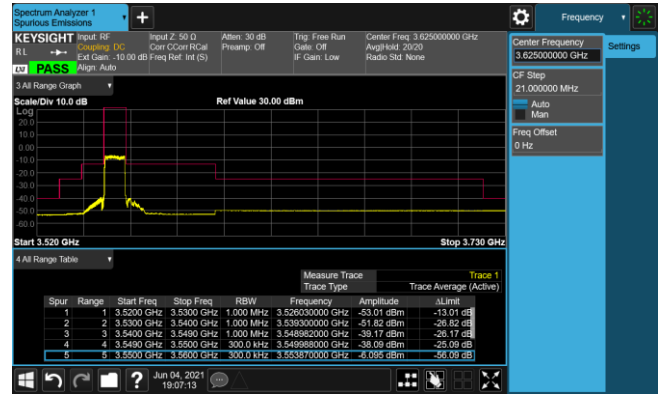 Spectrum Analyzer 1
Spurious Emissions
Frequency
KEYSIGHT
RL
LXI PASS
Input: RF
Coupling: DC
Ext Gain: -10.00 dB
Align: Auto
Input Z: 50 Ω
Corr CCorr RCal
Freq Ref: Int (S)
Atten: 30 dB
Preamp: Off
Trig: Free Run
Gate: Off
IF Gain: Low
Center Freq: 3.625000000 GHz
Avg|Hold: 20/20
Radio Std: None
Center Frequency
3.625000000 GHz
Settings
CF Step
21.000000 MHz
Auto
Man
Freq Offset
0 Hz
3 All Range Graph
Scale/Div 10.0 dB
Ref Value 30.00 dBm
Log
20.0
10.0
0.00
-10.0
-20.0
-30.0
-40.0
-50.0
-60.0
Start 3.520 GHz
Stop 3.730 GHz
4 All Range Table
Measure Trace Trace 1
Trace Type Trace Average (Active)
Spur Range Start Freq Stop Freq RBW Frequency Amplitude ΔLimit
1 1 3.5200 GHz 3.5300 GHz 1.000 MHz 3.526030000 GHz -53.01 dBm -13.01 dB
2 2 3.5300 GHz 3.5400 GHz 1.000 MHz 3.539300000 GHz -51.82 dBm -26.82 dB
3 3 3.5400 GHz 3.5490 GHz 1.000 MHz 3.548982000 GHz -39.17 dBm -26.17 dB
4 4 3.5490 GHz 3.5500 GHz 300.0 kHz 3.549988000 GHz -38.09 dBm -25.09 dB
5 5 3.5500 GHz 3.5600 GHz 300.0 kHz 3.553870000 GHz -6.095 dBm -56.09 dB
?
Jun 04, 2021
19:07:13